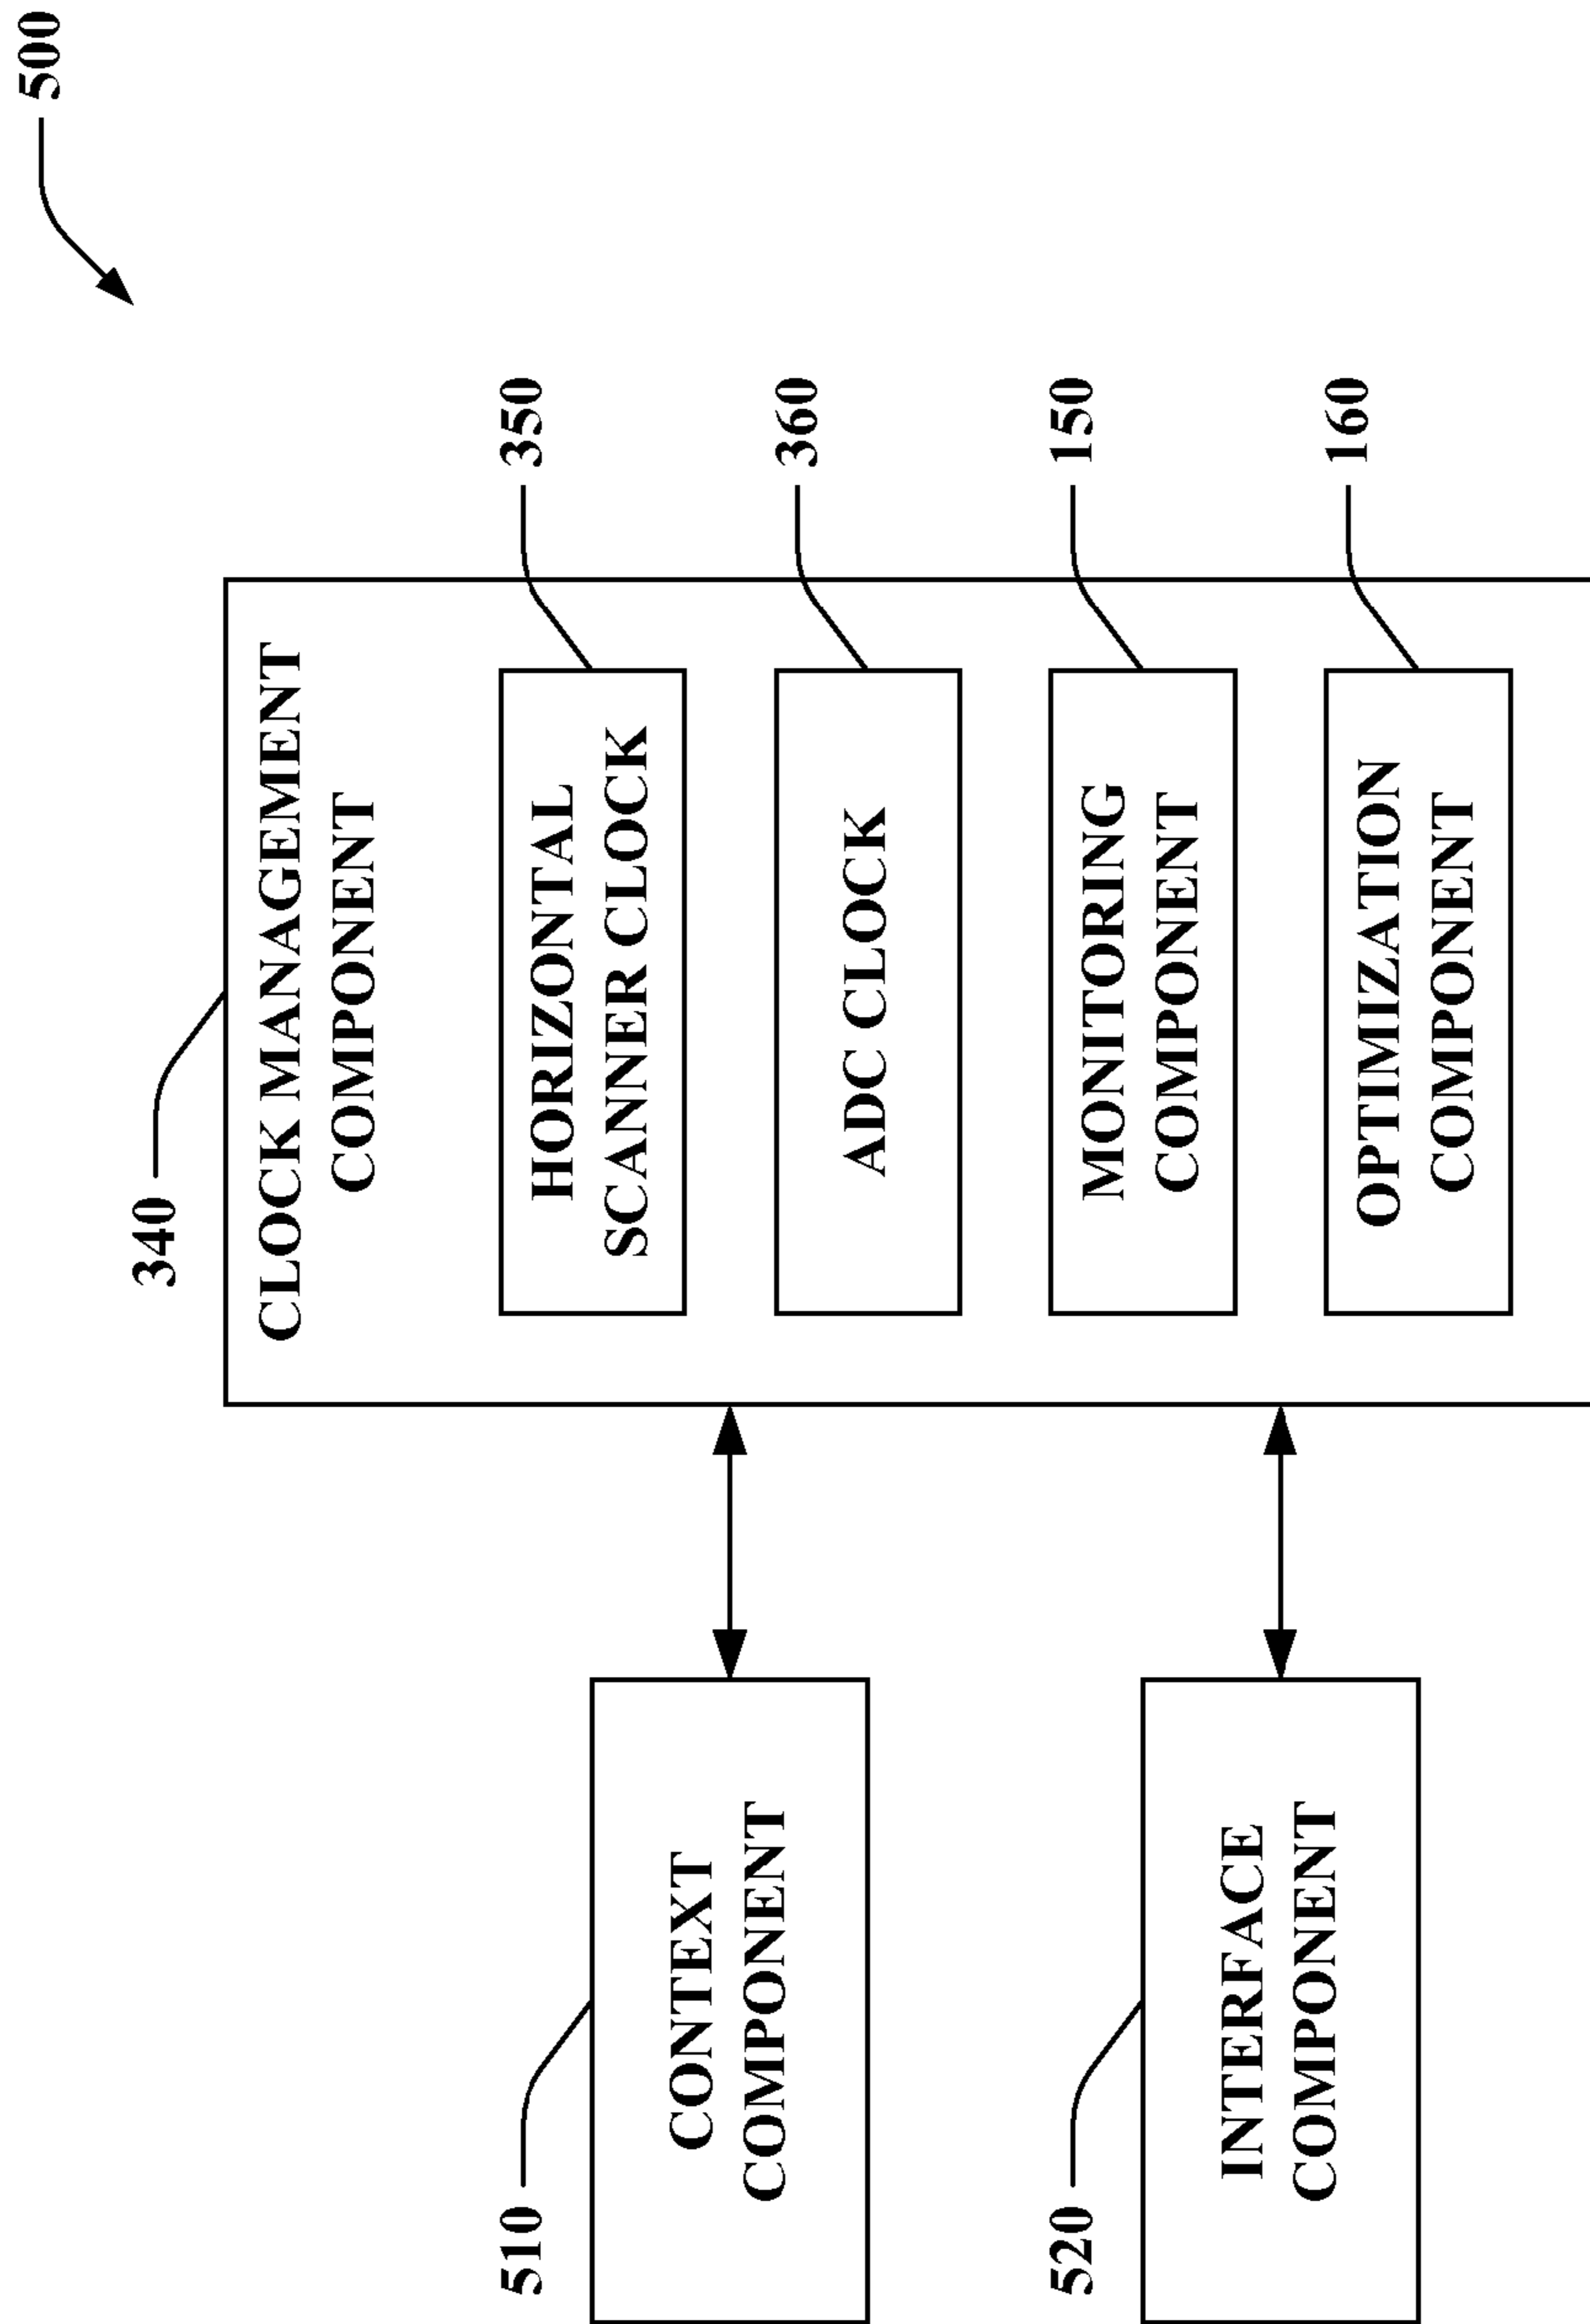 500
340
CLOCK MANAGEMENT
COMPONENT
510
CONTEXT
COMPONENT
HORIZONTAL
SCANNER CLOCK
350
ADC CLOCK
360
520
INTERFACE
COMPONENT
MONITORING
COMPONENT
150
OPTIMIZATION
COMPONENT
160